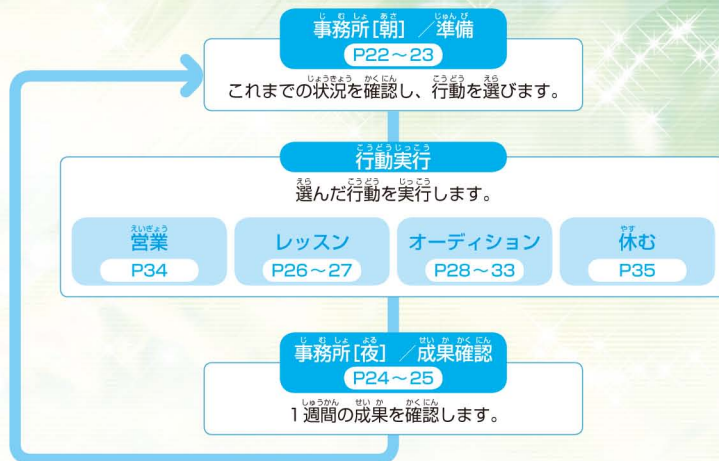 事務所[朝]／準備
P22～23
これまでの状況を確認し、行動を選びます。
行動実行
選んだ行動を実行します。
営業
P34
レッスン
P26～27
オーディション
P28～33
休む
P35
事務所[夜]／成果確認
P24～25
1週間の成果を確認します。